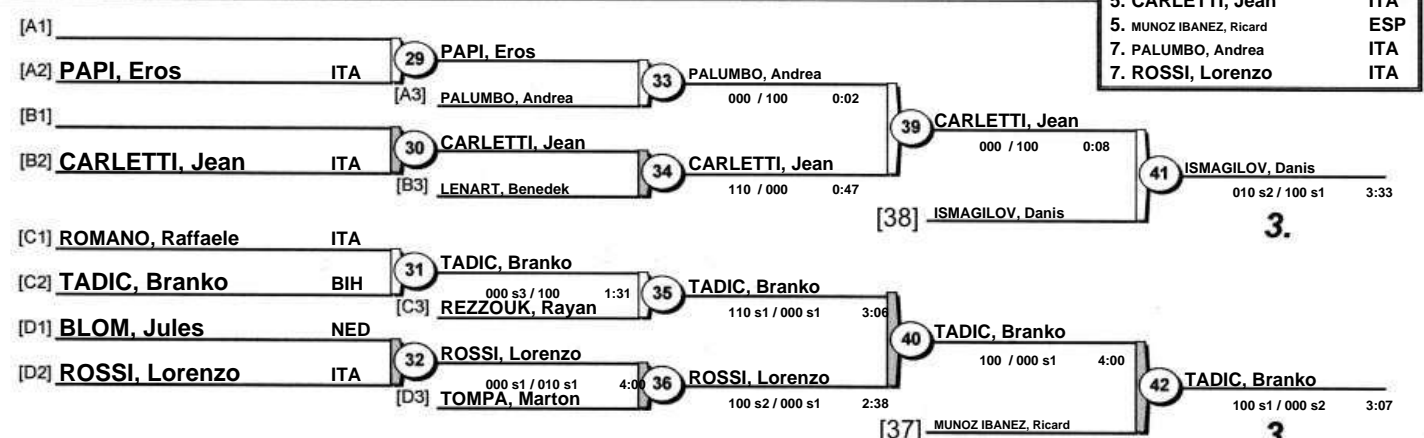 5. CARLETTI, Jean ITA
5. MUNOZ IBANEZ, Ricard ESP
7. PALUMBO, Andrea ITA
7. ROSSI, Lorenzo ITA
[A1]
[A2] PAPI, Eros ITA
29
PAPI, Eros
[A3] PALUMBO, Andrea
33
PALUMBO, Andrea
000 / 100 0:02
[B1]
[B2] CARLETTI, Jean ITA
30
CARLETTI, Jean
[B3] LENART, Benedek
34
CARLETTI, Jean
110 / 000 0:47
39
CARLETTI, Jean
000 / 100 0:08
[38] ISMAGILOV, Danis
41
ISMAGILOV, Danis
010 s2 / 100 s1 3:33
3.
[C1] ROMANO, Raffaele ITA
[C2] TADIC, Branko BIH
31
TADIC, Branko
000 s3 / 100 1:31
[C3] REZZOUK, Rayan
35
TADIC, Branko
110 s1 / 000 s1 3:06
[D1] BLOM, Jules NED
[D2] ROSSI, Lorenzo ITA
32
ROSSI, Lorenzo
000 s1 / 010 s1 4:00
[D3] TOMPA, Marton
36
ROSSI, Lorenzo
100 s2 / 000 s1 2:38
40
TADIC, Branko
100 / 000 s1 4:00
[37] MUNOZ IBANEZ, Ricard
42
TADIC, Branko
100 s1 / 000 s2 3:07
3